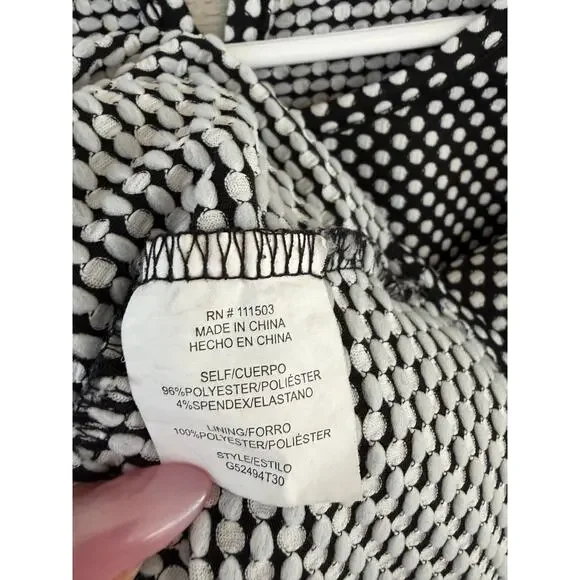 RN # 111503
MADE IN CHINA
HECHO EN CHINA
SELF/CUERPO
96%POLYESTER/POLIÉSTER
4%SPENDEX/ELASTANO
LINING/FORRO
100%POLYESTER/POLIÉSTER
STYLE/ESTILO
G52494T30